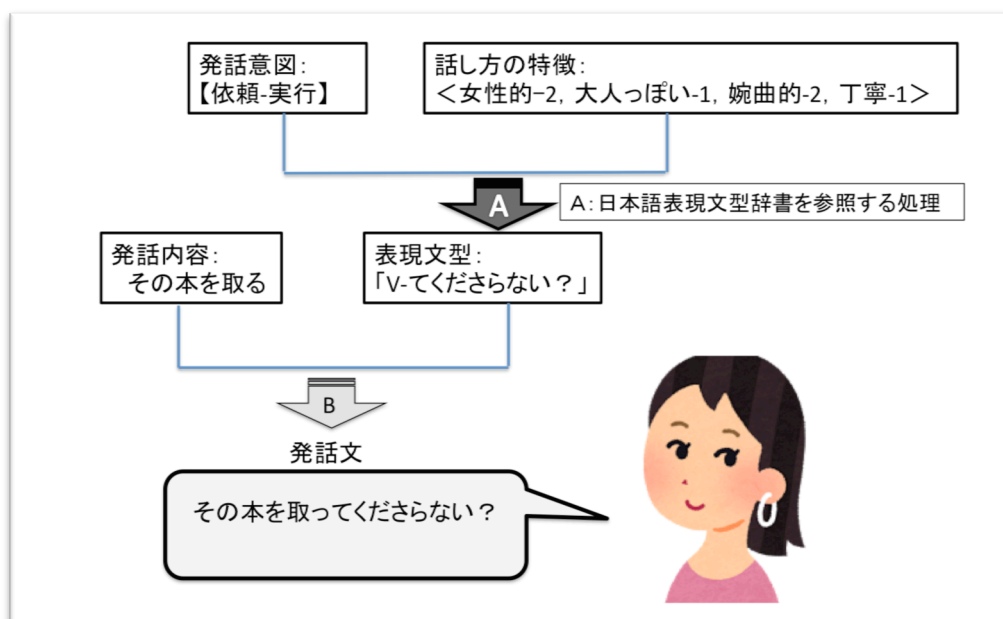 発話意図:
【依頼-実行】
話し方の特徴:
＜女性的-2, 大人っぽい-1, 婉曲的-2, 丁寧-1＞
A
A:日本語表現文型辞書を参照する処理
発話内容:
その本を取る
表現文型:
「V-てくださらない？」
B
発話文
その本を取ってくださらない？